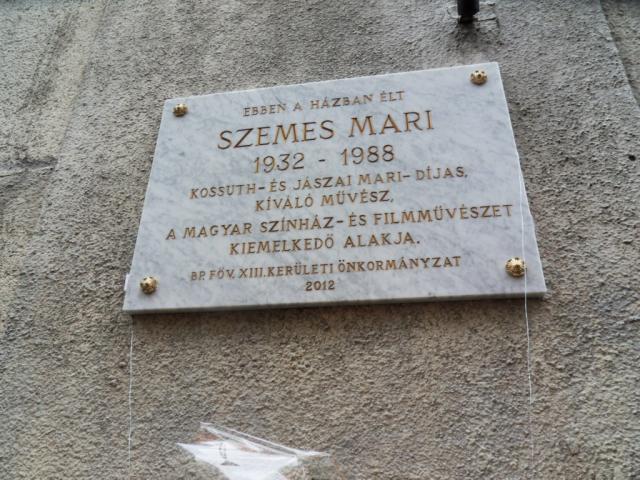 EBBEN A HÁZBAN ÉLT
SZEMES MARI
1932 - 1988
KOSSUTH- ÉS JÁSZAI MARI-DÍJAS,
KÍVÁLÓ MŰVÉSZ,
A MAGYAR SZÍNHÁZ- ÉS FILMMŰVÉSZET
KIEMELKEDŐ ALAKJA.
BP. FŐV. XIII. KERÜLETI ÖNKORMÁNYZAT
2012